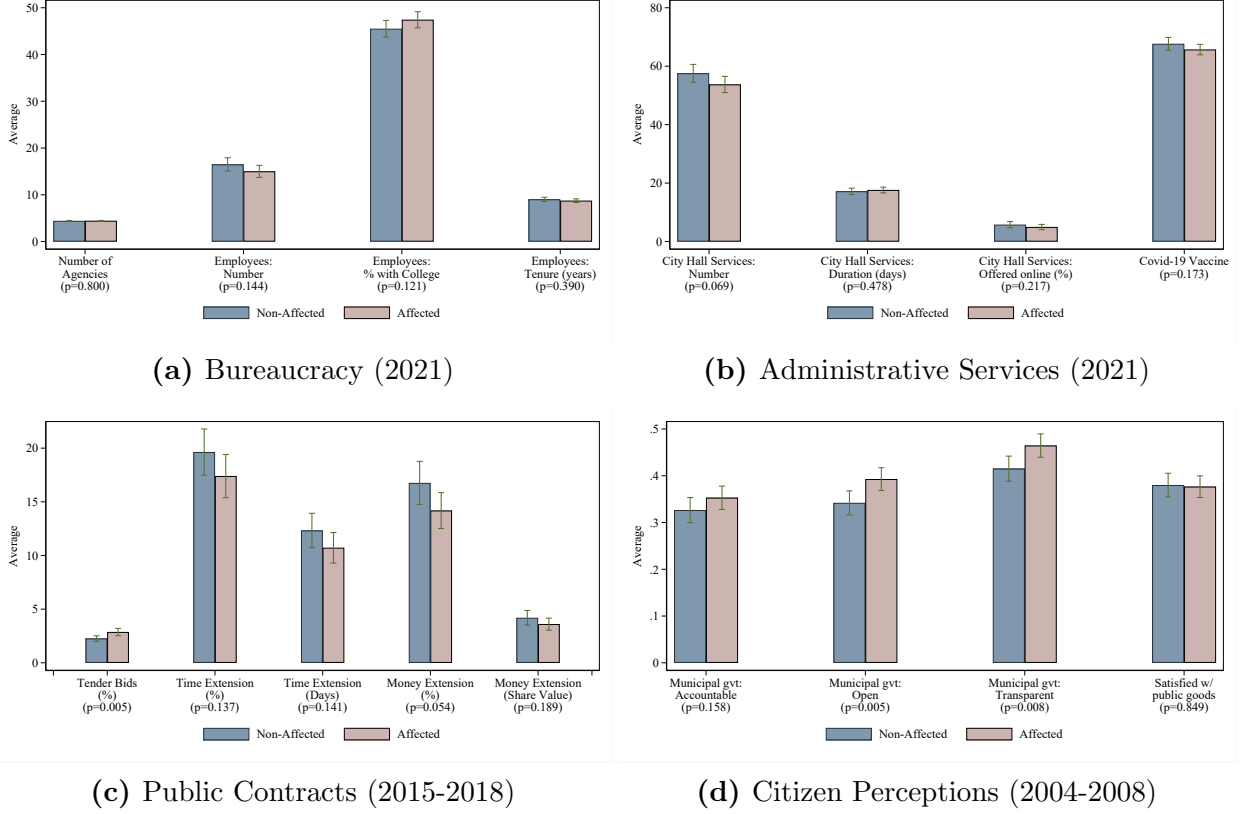 50
40
30
20
10
0
Average
Number of
Agencies
(p=0.800)
Employees:
Number
(p=0.144)
Employees:
% with College
(p=0.121)
Employees:
Tenure (years)
(p=0.390)
Non-Affected
Affected
(a) Bureaucracy (2021)
80
60
40
20
0
Average
City Hall Services:
Number
(p=0.069)
City Hall Services:
Duration (days)
(p=0.478)
City Hall Services:
Offered online (%)
(p=0.217)
Covid-19 Vaccine
(p=0.173)
Non-Affected
Affected
(b) Administrative Services (2021)
20
15
10
5
0
Average
Tender Bids
(%)
(p=0.005)
Time Extension
(%)
(p=0.137)
Time Extension
(Days)
(p=0.141)
Money Extension
(%)
(p=0.054)
Money Extension
(Share Value)
(p=0.189)
Non-Affected
Affected
(c) Public Contracts (2015-2018)
.5
.4
.3
.2
.1
0
Average
Municipal gvt:
Accountable
(p=0.158)
Municipal gvt:
Open
(p=0.005)
Municipal gvt:
Transparent
(p=0.008)
Satisfied w/
public goods
(p=0.849)
Non-Affected
Affected
(d) Citizen Perceptions (2004-2008)